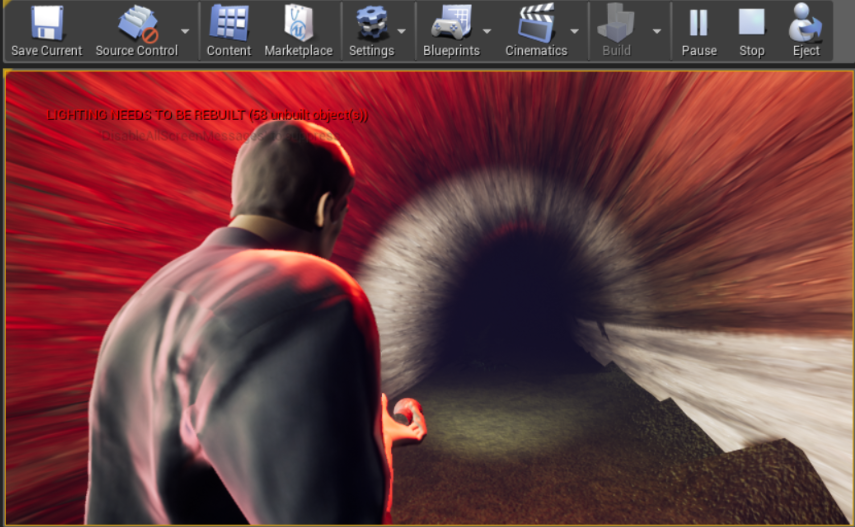 Save Current
Source Control
Content
Marketplace
Settings
Blueprints
Cinematics
Build
Pause
Stop
Eject
LIGHTING NEEDS TO BE REBUILT (58 unbuilt object(s))